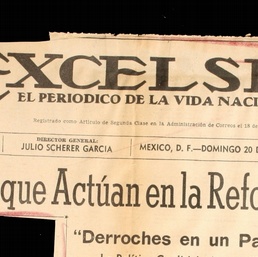 EXCELSI
EL PERIODICO DE LA VIDA NACI
Registrado como Artículo de Segunda Clase en la Administración de Correos el 18 de
DIRECTOR GENERAL:
JULIO SCHERER GARCIA
MEXICO, D. F.—DOMINGO 20 D
que Actúan en la Refo
"Derroches en un Pa